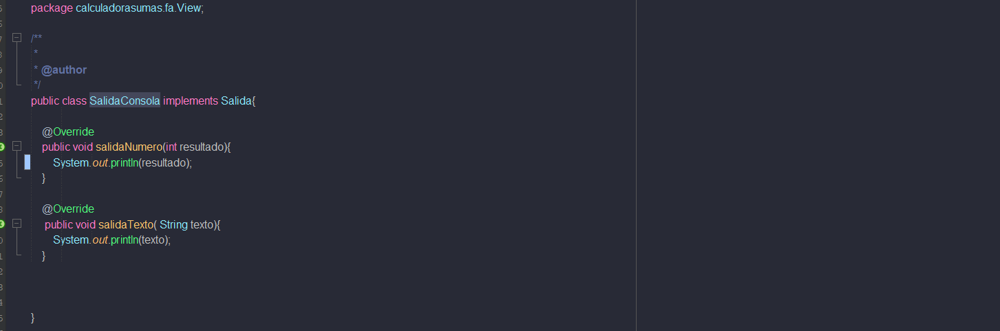 package calculadorasumas.fa.View;
/**
*
* @author
*/
public class SalidaConsola implements Salida{
@Override
public void salidaNumero(int resultado){
System.out.println(resultado);
}
@Override
public void salidaTexto( String texto){
System.out.println(texto);
}
}